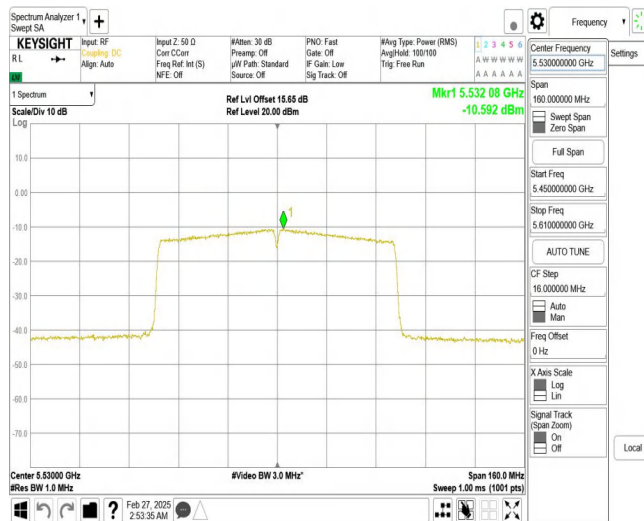 Spectrum Analyzer 1
Swept SA
+
Frequency
KEYSIGHT
RL
Input: RF
Coupling: DC
Align: Auto
Input Z: 50 Ω
Corr CCorr
Freq Ref: Int (S)
NFE: Off
#Atten: 30 dB
Preamp: Off
µW Path: Standard
Source: Off
PNO: Fast
Gate: Off
IF Gain: Low
Sig Track: Off
#Avg Type: Power (RMS)
Avg|Hold: 100/100
Trig: Free Run
1 2 3 4 5 6
A W W W W W
A A A A A A
1 Spectrum
Scale/Div 10 dB
Log
Ref Lvl Offset 15.65 dB
Ref Level 20.00 dBm
Mkr1 5.532 08 GHz
-10.592 dBm
10.0
0.00
-10.0
-20.0
-30.0
-40.0
-50.0
-60.0
-70.0
1
Center 5.53000 GHz
#Res BW 1.0 MHz
#Video BW 3.0 MHz*
Span 160.0 MHz
Sweep 1.00 ms (1001 pts)
Center Frequency
5.530000000 GHz
Span
160.000000 MHz
Swept Span
Zero Span
Full Span
Start Freq
5.450000000 GHz
Stop Freq
5.610000000 GHz
AUTO TUNE
CF Step
16.000000 MHz
Auto
Man
Freq Offset
0 Hz
X Axis Scale
Log
Lin
Signal Track
(Span Zoom)
On
Off
Settings
Local
?
Feb 27, 2025
2:53:35 AM